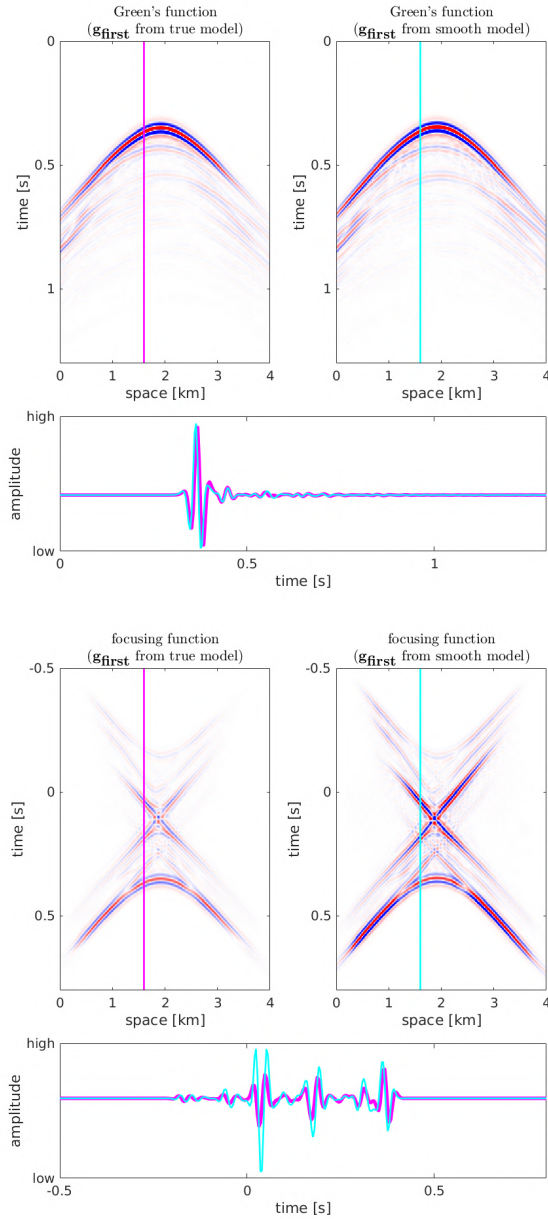 Green's function
(g_first from true model)
Green's function
(g_first from smooth model)
time [s]
0
0.5
1
0
1
2
3
4
space [km]
time [s]
0
0.5
1
0
1
2
3
4
space [km]
amplitude
high
low
0
0.5
1
time [s]
focusing function
(g_first from true model)
focusing function
(g_first from smooth model)
time [s]
-0.5
0
0.5
0
1
2
3
4
space [km]
time [s]
-0.5
0
0.5
0
1
2
3
4
space [km]
amplitude
high
low
-0.5
0
0.5
time [s]